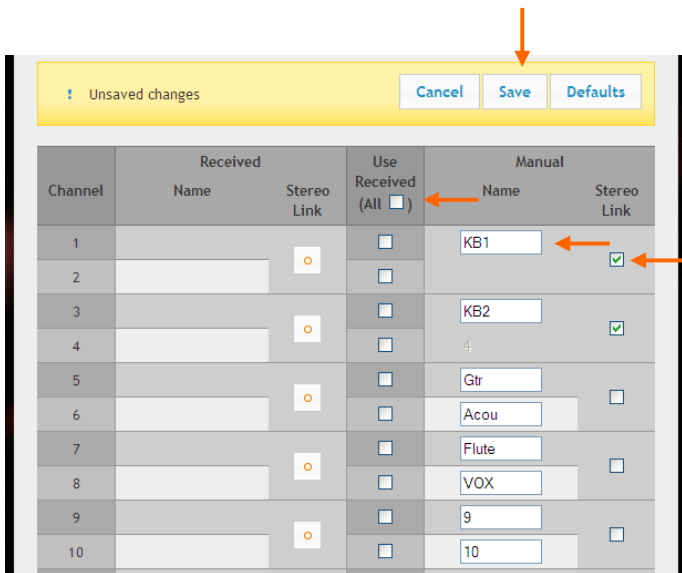 ! Unsaved changes Cancel Save Defaults
Received Use Manual
Channel Name Stereo Received Name Stereo
Link (All ) Link
1 KB1
2
3 KB2
4 4
5 Gtr
6 Acou
7 Flute
8 VOX
9 9
10 10